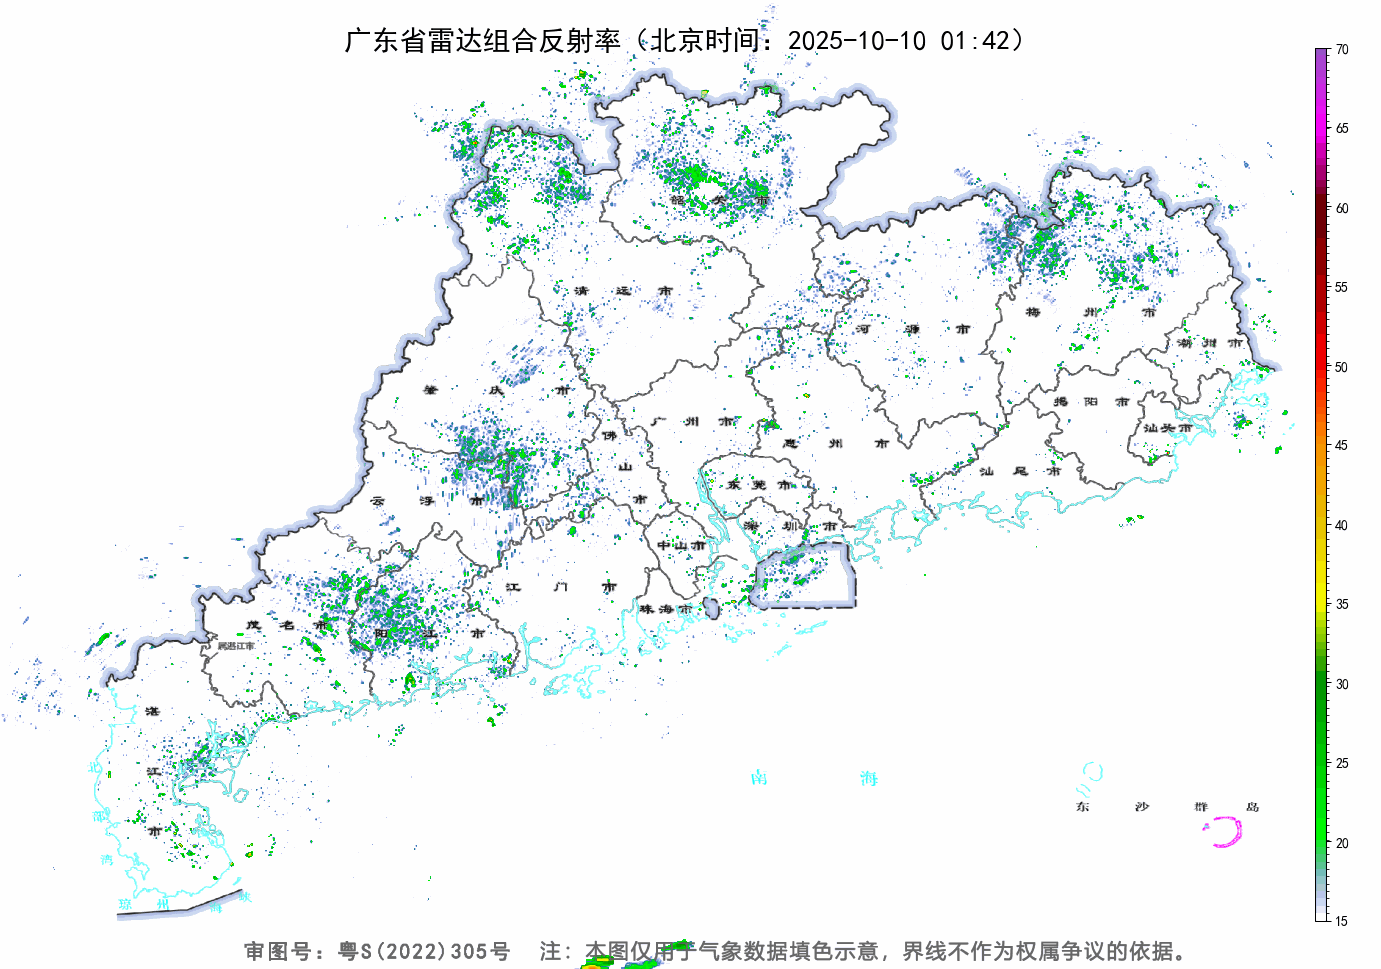 广东省雷达组合反射率（北京时间：2025-10-10 01:42）
70
65
60
55
50
45
40
35
30
25
20
15
韶 关 市
清 远 市
河 源 市
梅 州 市
潮 州 市
肇 庆 市
广 州 市
佛 山 市
惠 州 市
揭 阳 市
汕头市
汕 尾 市
东 莞 市
云 浮 市
深 圳 市
中山市
江 门 市
珠海市
茂 名 市
阳 江 市
属湛江市
湛 江 市
北 部 湾
琼 州 海 峡
南 海
东 沙 群 岛
审图号：粤S(2022)305号 注：本图仅用于气象数据填色示意，界线不作为权属争议的依据。